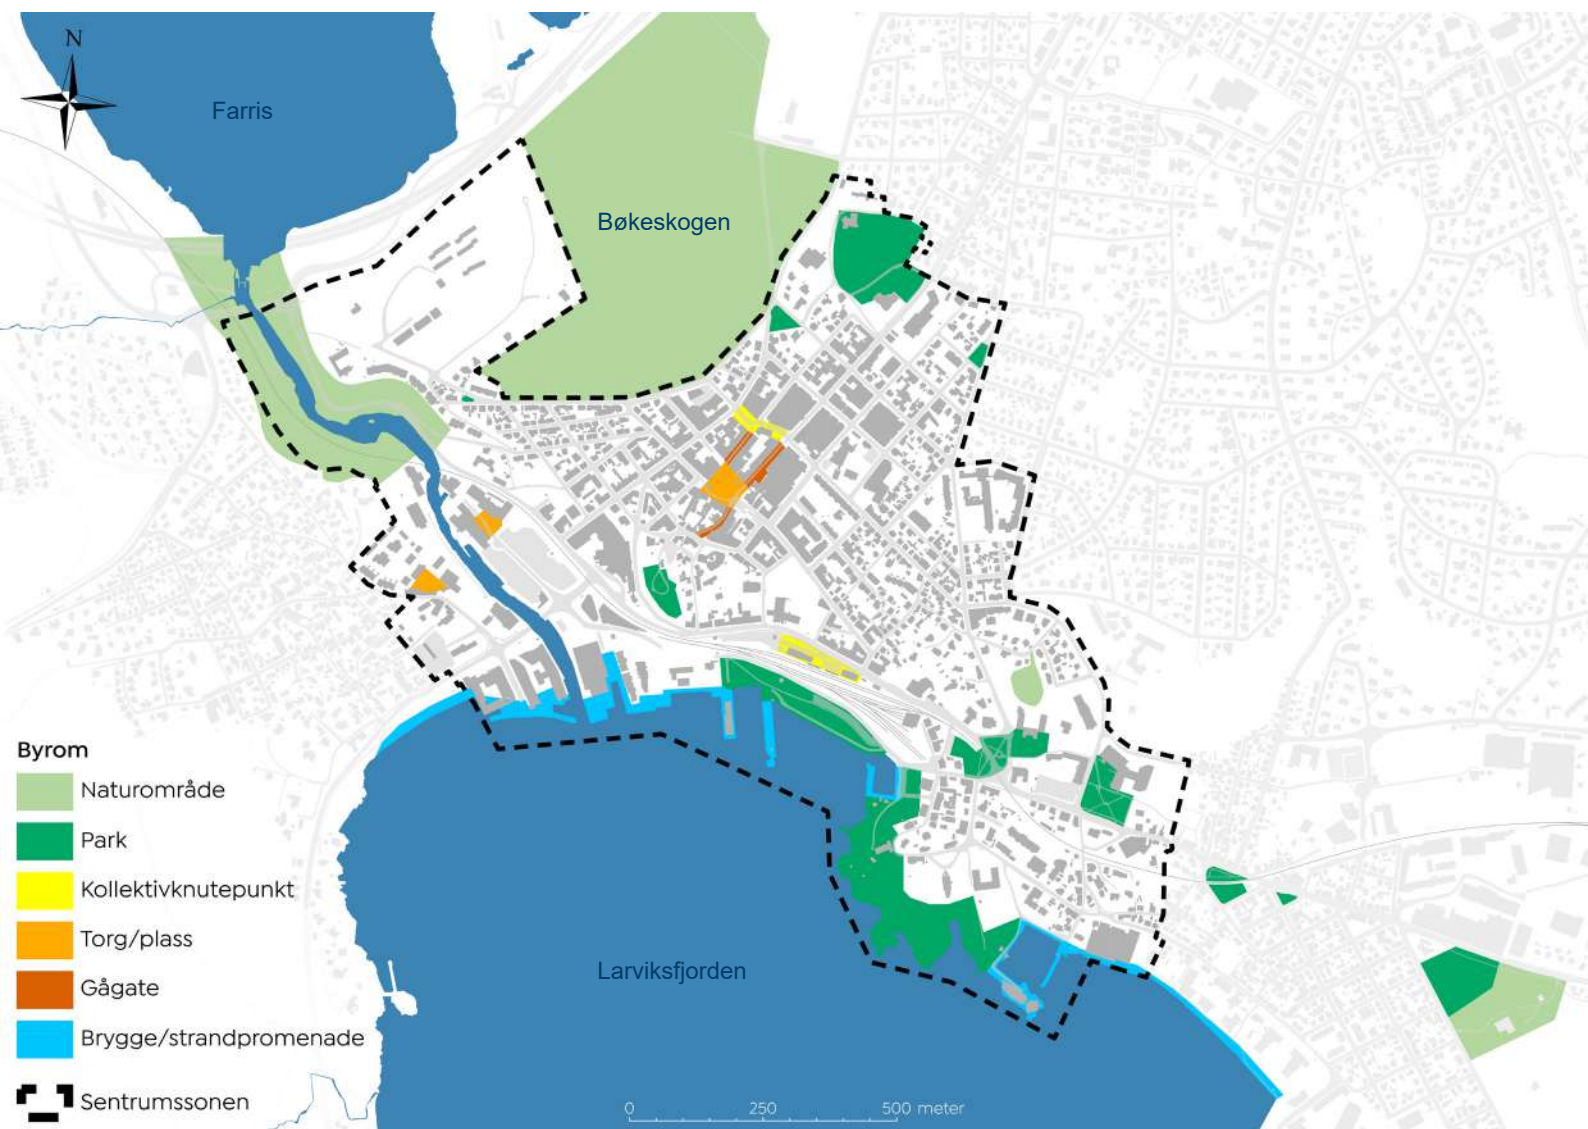 N
Farris
Bøkeskogen
Byrom
Naturområde
Park
Kollektivknutepunkt
Torg/plass
Gågate
Brygge/strandpromenade
Sentrumssonen
Larviksfjorden
0 250 500 meter